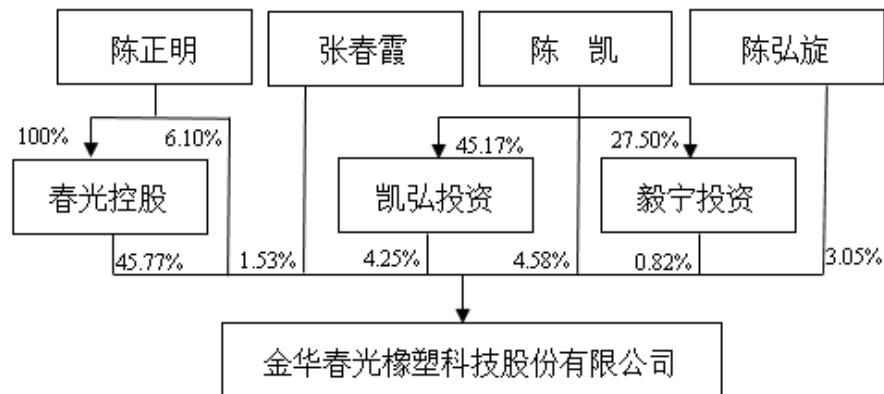 陈正明
张春霞
陈 凯
陈弘旋
100%
6.10%
45.17%
27.50%
春光控股
凯弘投资
毅宁投资
45.77%
1.53%
4.25%
4.58%
0.82%
3.05%
金华春光橡塑科技股份有限公司